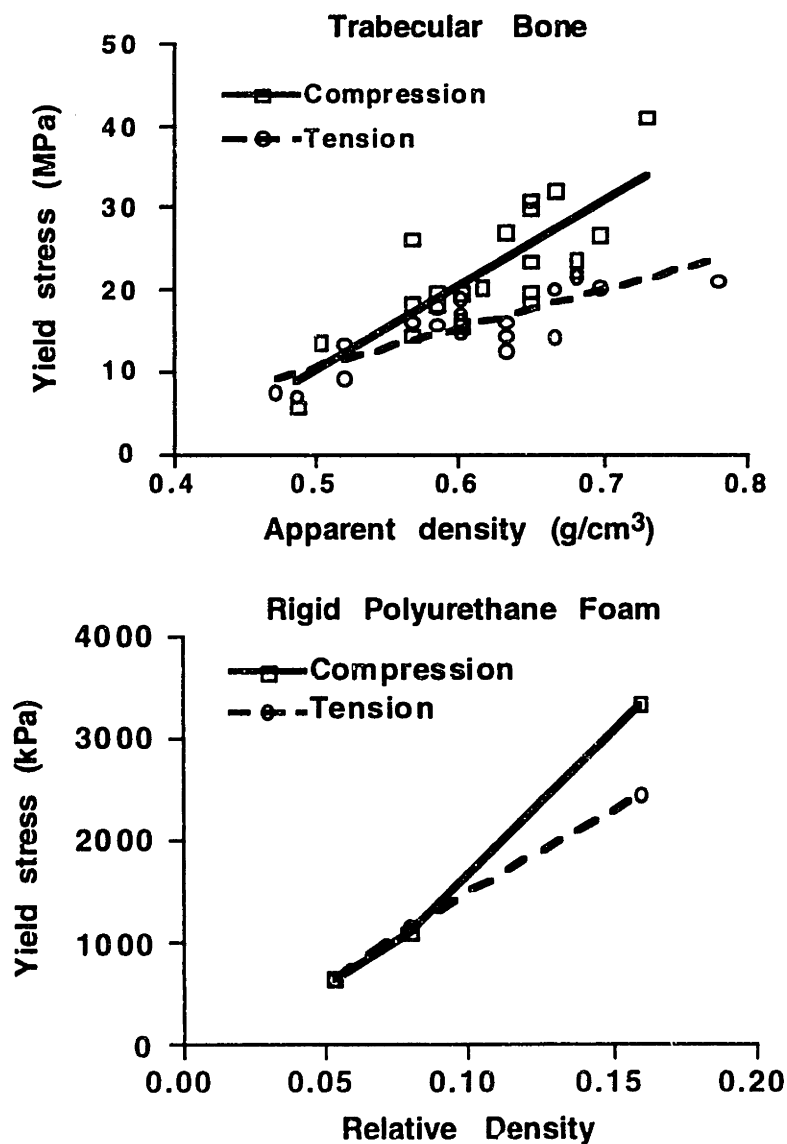 Trabecular Bone
50
40
30
20
10
0
Compression
Tension
Yield stress (MPa)
0.4 0.5 0.6 0.7 0.8
Apparent density (g/cm³)
Rigid Polyurethane Foam
4000
3000
2000
1000
0
Compression
Tension
Yield stress (kPa)
0.00 0.05 0.10 0.15 0.20
Relative Density